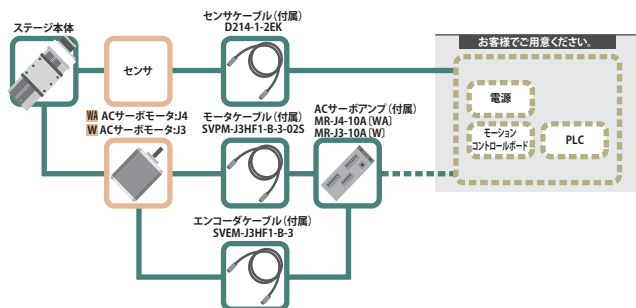 ステージ本体
センサ
センサケーブル（付属）
D214-1-2EK
お客様でご用意ください。
電源
モーション
コントロールボード
PLC
WA ACサーボモータ:J4
W ACサーボモータ:J3
モータケーブル（付属）
SVPM-J3HF1-B-3-02S
ACサーボアンプ（付属）
MR-J4-10A［WA］
MR-J3-10A［W］
エンコーダケーブル（付属）
SVEM-J3HF1-B-3